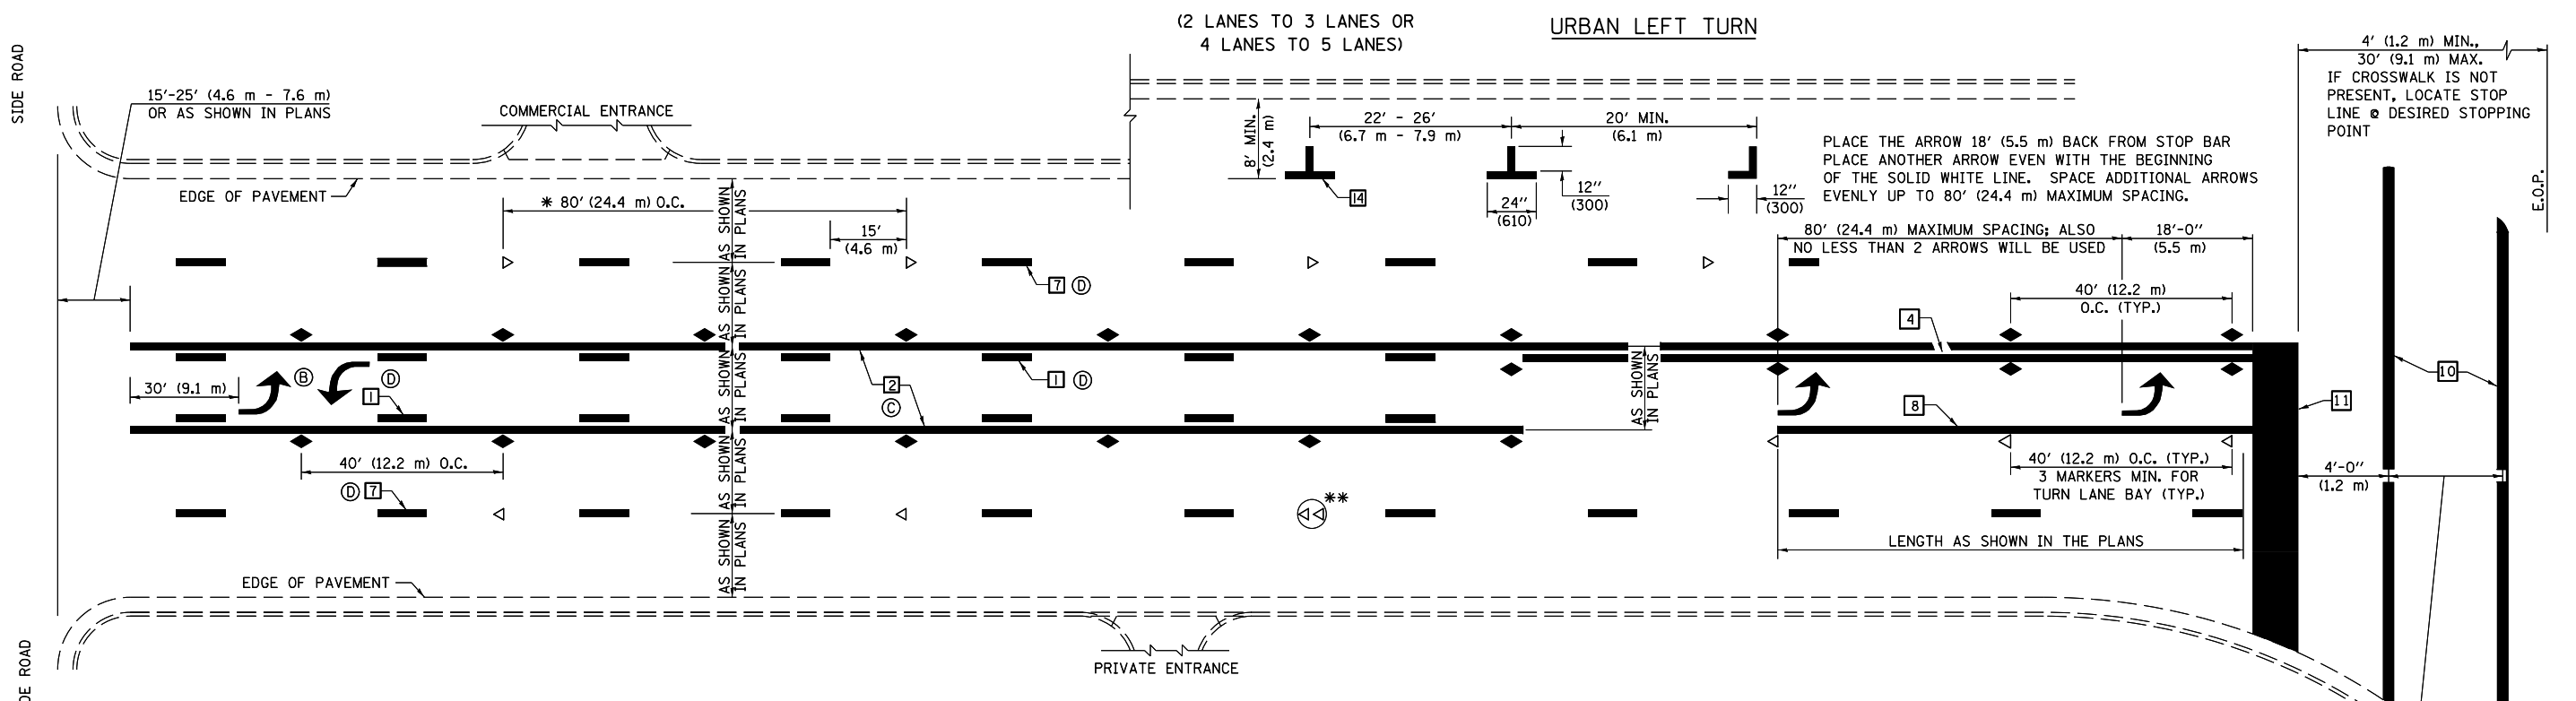 (2 LANES TO 3 LANES OR
4 LANES TO 5 LANES)
URBAN LEFT TURN
SIDE ROAD
15'-25' (4.6 m - 7.6 m)
OR AS SHOWN IN PLANS
COMMERCIAL ENTRANCE
EDGE OF PAVEMENT
* 80' (24.4 m) O.C.
15'
(4.6 m)
AS SHOWN
IN PLANS
AS SHOWN
IN PLANS
AS SHOWN
IN PLANS
AS SHOWN
IN PLANS
AS SHOWN
IN PLANS
8' MIN.
(2.4 m)
22' - 26'
(6.7 m - 7.9 m)
20' MIN.
(6.1 m)
14
24"
(610)
12"
(300)
12"
(300)
PLACE THE ARROW 18' (5.5 m) BACK FROM STOP BAR
PLACE ANOTHER ARROW EVEN WITH THE BEGINNING
OF THE SOLID WHITE LINE. SPACE ADDITIONAL ARROWS
EVENLY UP TO 80' (24.4 m) MAXIMUM SPACING.
80' (24.4 m) MAXIMUM SPACING; ALSO
NO LESS THAN 2 ARROWS WILL BE USED
18'-0"
(5.5 m)
4' (1.2 m) MIN.,
30' (9.1 m) MAX.
IF CROSSWALK IS NOT
PRESENT, LOCATE STOP
LINE @ DESIRED STOPPING
POINT
E.O.P.
7 D
40' (12.2 m)
O.C. (TYP.)
4
30' (9.1 m)
B
D
1
1 D
2
C
AS SHOWN
IN PLANS
8
10
11
40' (12.2 m) O.C.
D 7
**
40' (12.2 m) O.C. (TYP.)
3 MARKERS MIN. FOR
TURN LANE BAY (TYP.)
4'-0"
(1.2 m)
LENGTH AS SHOWN IN THE PLANS
EDGE OF PAVEMENT
PRIVATE ENTRANCE
DE ROAD